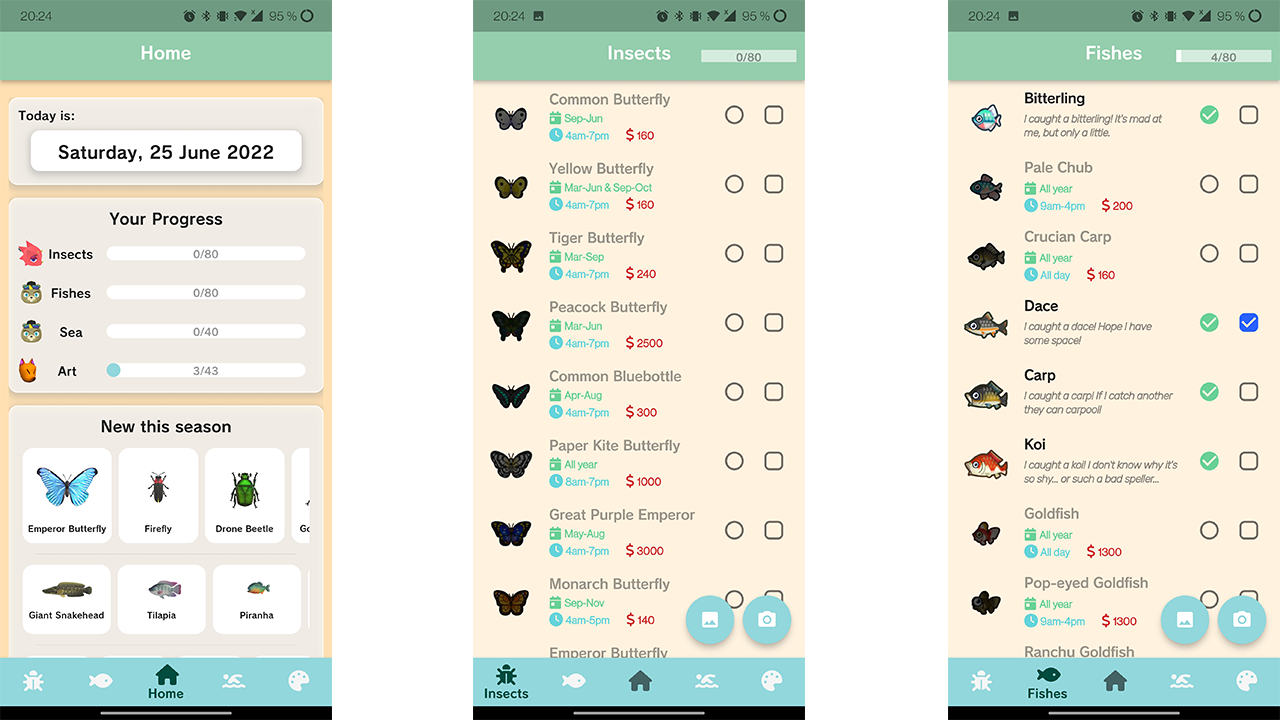 20:24
95 %
Home
Today is:
Saturday, 25 June 2022
Your Progress
Insects
0/80
Fishes
0/80
Sea
0/40
Art
3/43
New this season
Emperor Butterfly
Firefly
Drone Beetle
Go
Giant Snakehead
Tilapia
Piranha
Home
20:24
95 %
Insects
0/80
Common Butterfly
Sep-Jun
4am-7pm
$ 160
Yellow Butterfly
Mar-Jun & Sep-Oct
4am-7pm
$ 160
Tiger Butterfly
Mar-Sep
4am-7pm
$ 240
Peacock Butterfly
Mar-Jun
4am-7pm
$ 2500
Common Bluebottle
Apr-Aug
4am-7pm
$ 300
Paper Kite Butterfly
All year
8am-7pm
$ 1000
Great Purple Emperor
May-Aug
4am-7pm
$ 3000
Monarch Butterfly
Sep-Nov
4am-5pm
$ 140
Emperor Butterfly
Insects
20:24
95 %
Fishes
4/80
Bitterling
I caught a bitterling! It's mad at
me, but only a little.
Pale Chub
All year
9am-4pm
$ 200
Crucian Carp
All year
All day
$ 160
Dace
I caught a dace! Hope I have
some space!
Carp
I caught a carp! If I catch another
they can carpool!
Koi
I caught a koi! I don't know why it's
so shy... or such a bad speller...
Goldfish
All year
All day
$ 1300
Pop-eyed Goldfish
All year
9am-4pm
$ 1300
Ranchu Goldfish
Fishes